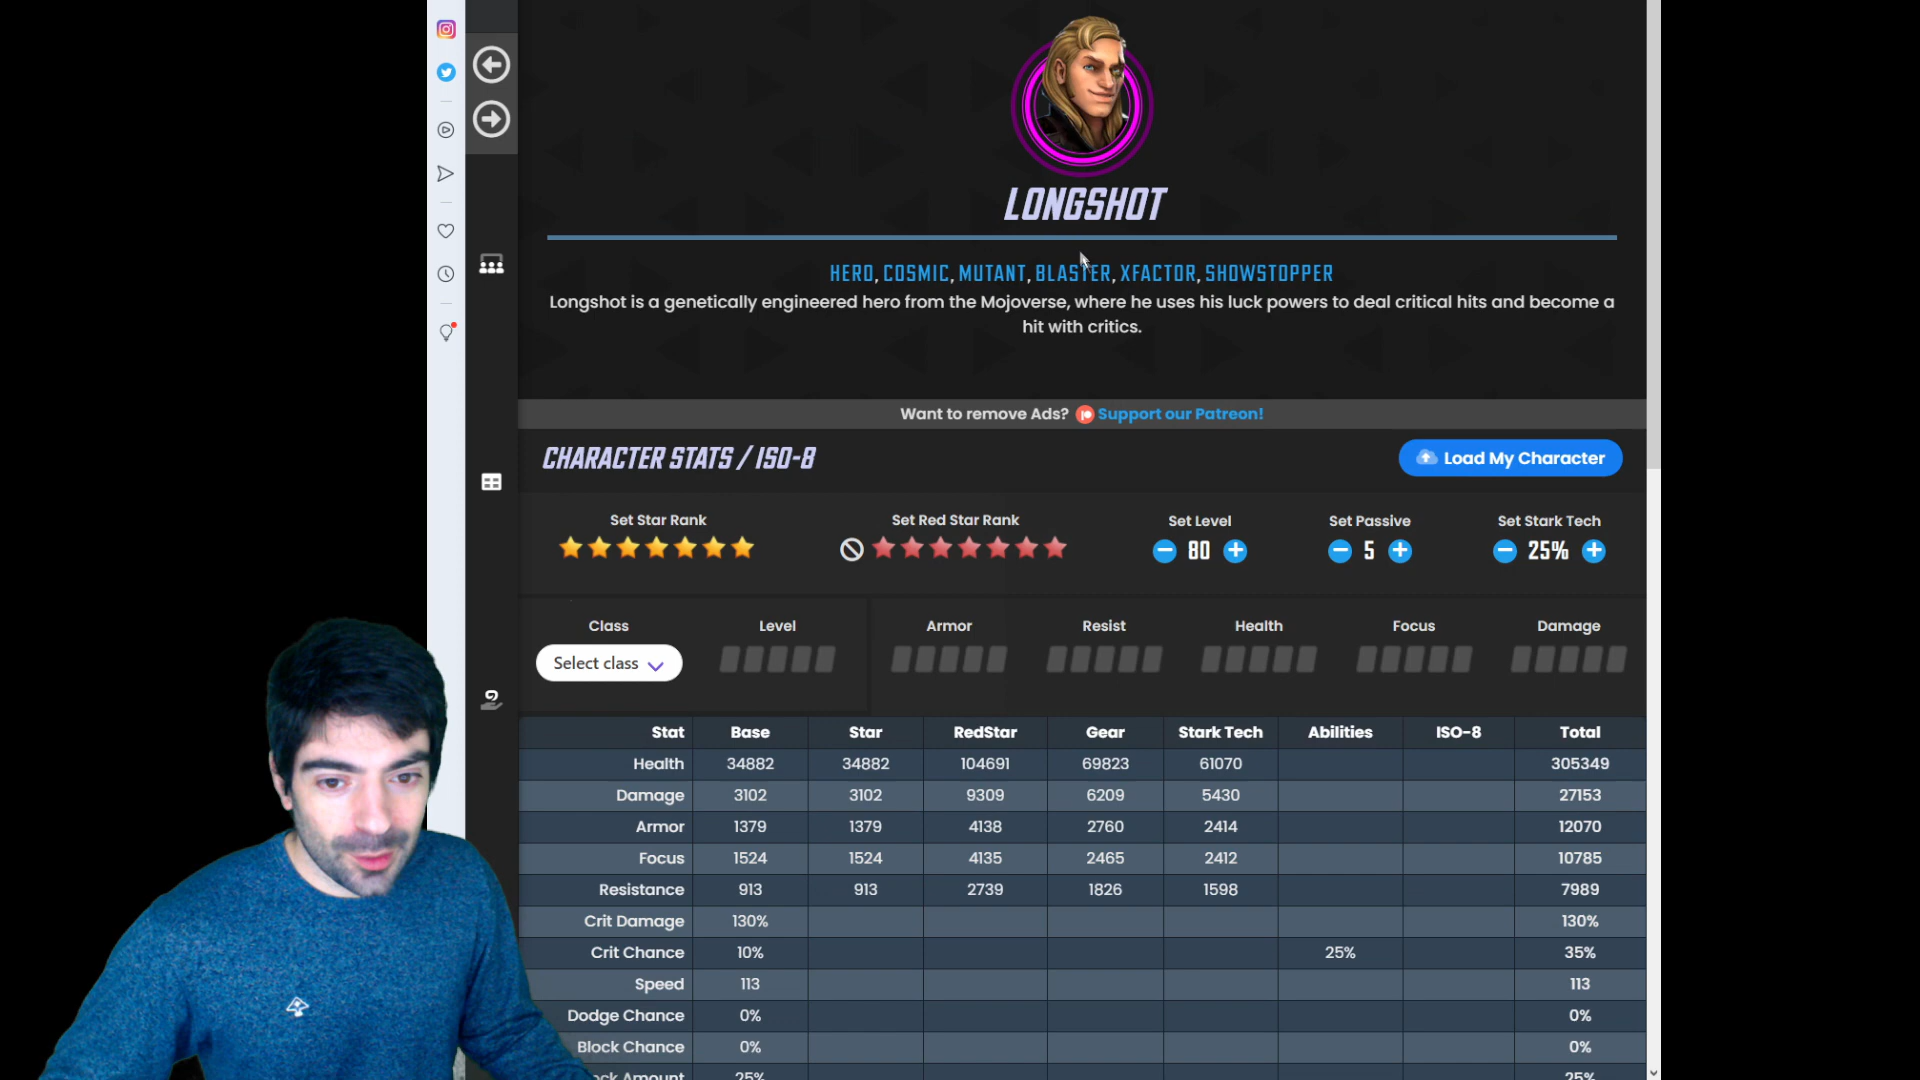 LONGSHOT
HERO, COSMIC, MUTANT, BLASTER, XFACTOR, SHOWSTOPPER
Longshot is a genetically engineered hero from the Mojoverse, where he uses his luck powers to deal critical hits and become a
hit with critics.
Want to remove Ads? Support our Patreon!
CHARACTER STATS / ISO-8
Load My Character
Set Star Rank Set Red Star Rank Set Level Set Passive Set Stark Tech
80 5 25%
Class Level Armor Resist Health Focus Damage
Select class
Stat Base Star RedStar Gear Stark Tech Abilities ISO-8 Total
Health 34882 34882 104691 69823 61070 305349
Damage 3102 3102 9309 6209 5430 27153
Armor 1379 1379 4138 2760 2414 12070
Focus 1524 1524 4135 2465 2412 10785
Resistance 913 913 2739 1826 1598 7989
Crit Damage 130% 130%
Crit Chance 10% 25% 35%
Speed 113 113
Dodge Chance 0% 0%
Block Chance 0% 0%
Amount 25% 25%